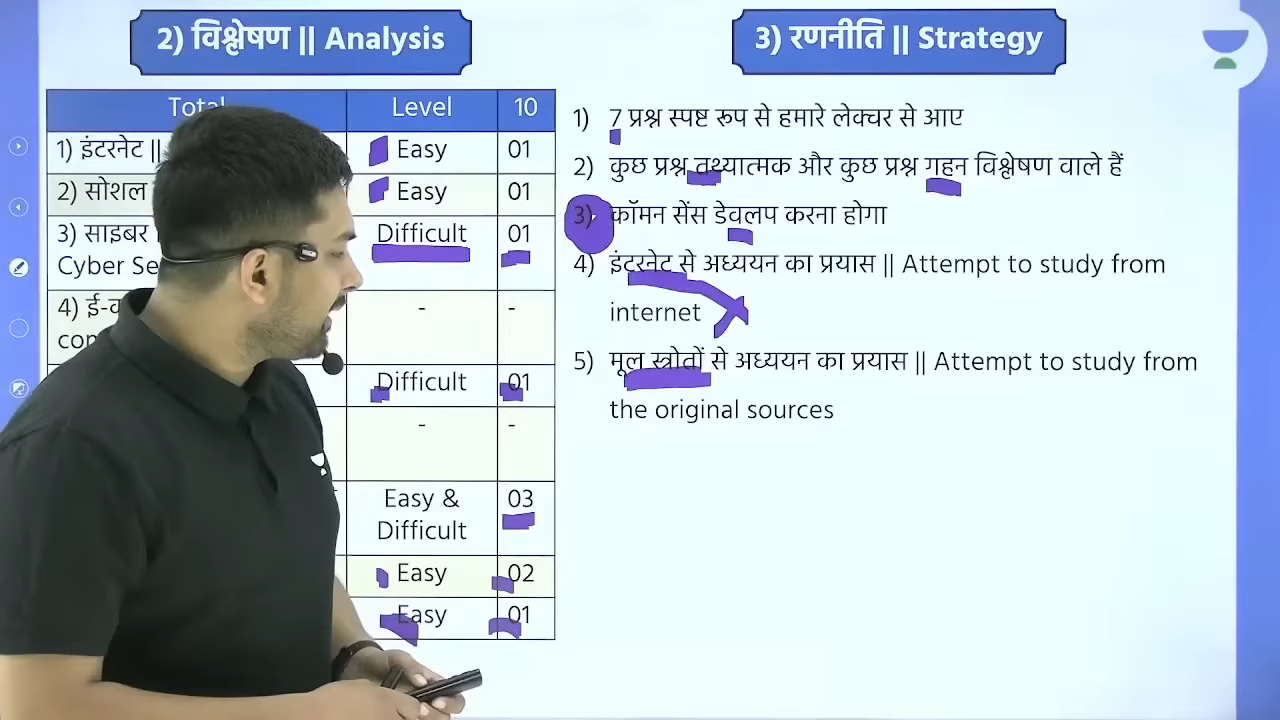 2) विश्लेषण || Analysis
Total
Level
10
1) इंटरनेट ||
Easy
01
2) सोशल
Easy
01
3) साइबर
Cyber Se
Difficult
01
4) ई-व
con
-
-
Difficult
01
-
-
Easy &
Difficult
03
Easy
02
Easy
01
3) रणनीति || Strategy
1) 7 प्रश्न स्पष्ट रूप से हमारे लेक्चर से आए
2) कुछ प्रश्न तथ्यात्मक और कुछ प्रश्न गहन विश्लेषण वाले हैं
3) कॉमन सेंस डेवलप करना होगा
4) इंटरनेट से अध्ययन का प्रयास || Attempt to study from
internet
5) मूल स्त्रोतों से अध्ययन का प्रयास || Attempt to study from
the original sources